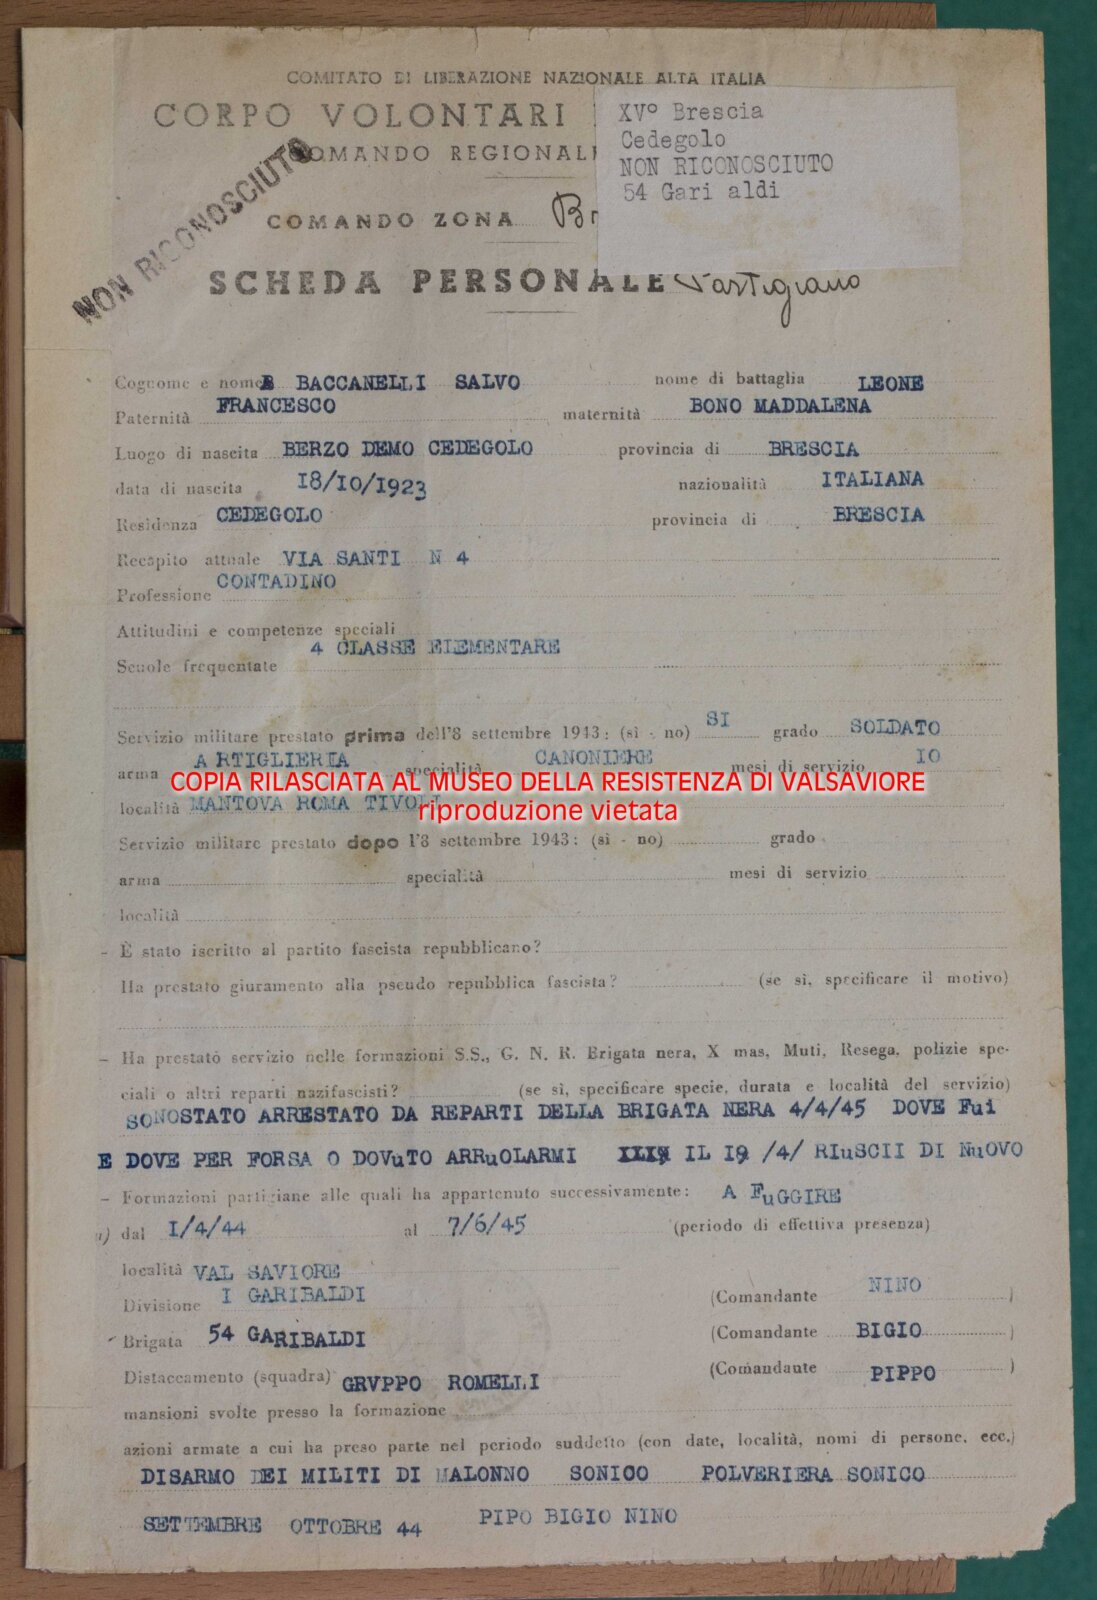 COMITATO DI LIBERAZIONE NAZIONALE ALTA ITALIA
CORPO VOLONTARI
COMANDO REGIONAL
COMANDO ZONA Br
XV° Brescia
Cedegolo
NON RICONOSCIUTO
54 Gari aldi
NON RICONOSCIUTO
SCHEDA PERSONALE Partigiano
Cognome e nome BACCANELLI SALVO nome di battaglia LEONE
Paternità FRANCESCO maternità BONO MADDALENA
Luogo di nascita BERZO DEMO CEDEGOLO provincia di BRESCIA
data di nascita 18/10/1923 nazionalità ITALIANA
Residenza CEDEGOLO provincia di BRESCIA
Recapito attuale VIA SANTI N 4
Professione CONTADINO
Attitudini e competenze speciali
Scuole frequentate 4 CLASSE ELEMENTARE
Servizio militare prestato prima dell'8 settembre 1943: (sì - no) SI grado SOLDATO
arma ARTIGLIERIA specialità CANONIERE mesi di servizio IO
COPIA RILASCIATA AL MUSEO DELLA RESISTENZA DI VALSAVIORE
località MANTOVA ROMA TIVOLI
riproduzione vietata
Servizio militare prestato dopo l'8 settembre 1943: (sì - no) grado
arma specialità mesi di servizio
località
- È stato iscritto al partito fascista repubblicano?
Ha prestato giuramento alla pseudo repubblica fascista? (se sì, specificare il motivo)
- Ha prestato servizio nelle formazioni S.S., G. N. R. Brigata nera, X mas, Muti, Resega, polizie spe-
ciali o altri reparti nazifascisti? (se sì, specificare specie, durata e località del servizio)
SONOSTATO ARRESTATO DA REPARTI DELLA BRIGATA NERA 4/4/45 DOVE Fui
E DOVE PER FORSA O DOVuTO ARRuOLARMI IL I9 /4/ RIuSCII DI NuOVO
- Formazioni partigiane alle quali ha appartenuto successivamente: A FuGGIRE
a) dal I/4/44 al 7/6/45 (periodo di effettiva presenza)
località VAL SAVIORE
Divisione I GARIBALDI (Comandante NINO )
Brigata 54 GARIBALDI (Comandante BIGIO )
Distaccamento (squadra) GRVPPO ROMELLI (Comandante PIPPO )
mansioni svolte presso la formazione
azioni armate a cui ha preso parte nel periodo suddetto (con date, località, nomi di persone, ecc.)
DISARMO DEI MILITI DI MALONNO SONICO POLVERIERA SONICO
SETTEMBRE OTTOBRE 44 PIPO BIGIO NINO